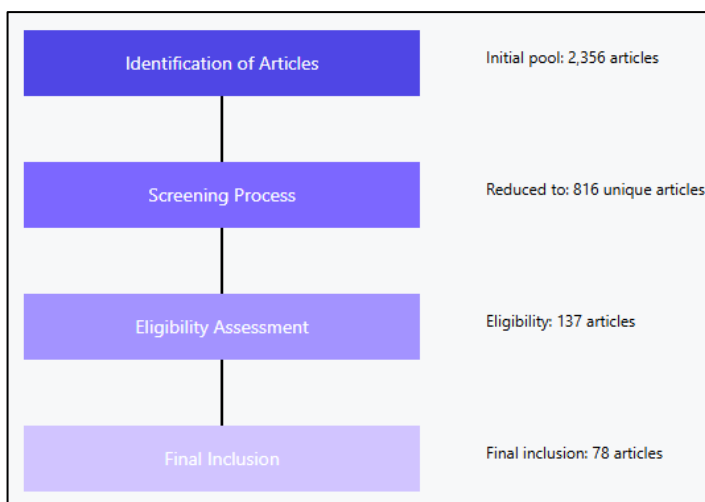 Identification of Articles
Initial pool: 2,356 articles
Screening Process
Reduced to: 816 unique articles
Eligibility Assessment
Eligibility: 137 articles
Final Inclusion
Final inclusion: 78 articles